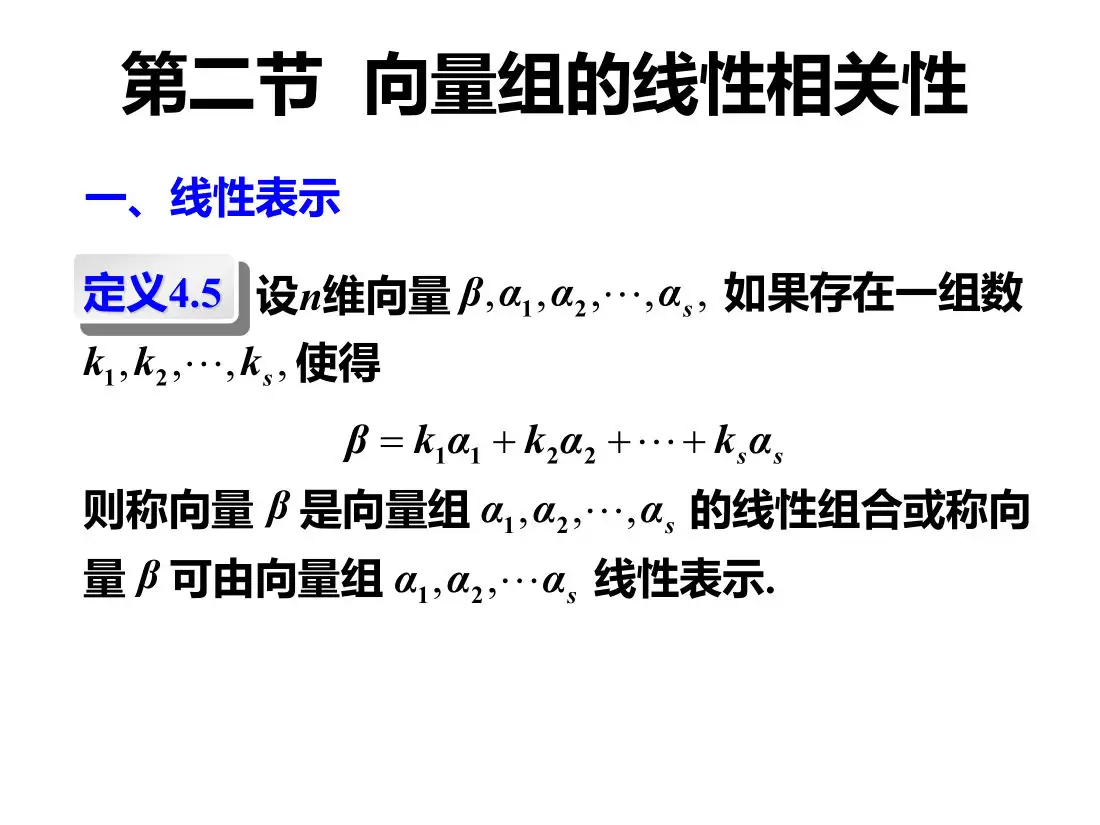 第二节 向量组的线性相关性
一、线性表示
定义4.5 设n维向量 β,α₁,α₂,⋯,αₛ, 如果存在一组数
k₁,k₂,⋯,kₛ, 使得
β = k₁α₁ + k₂α₂ + ⋯ + kₛαₛ
则称向量 β 是向量组 α₁,α₂,⋯,αₛ 的线性组合或称向
量 β 可由向量组 α₁,α₂,⋯αₛ 线性表示.